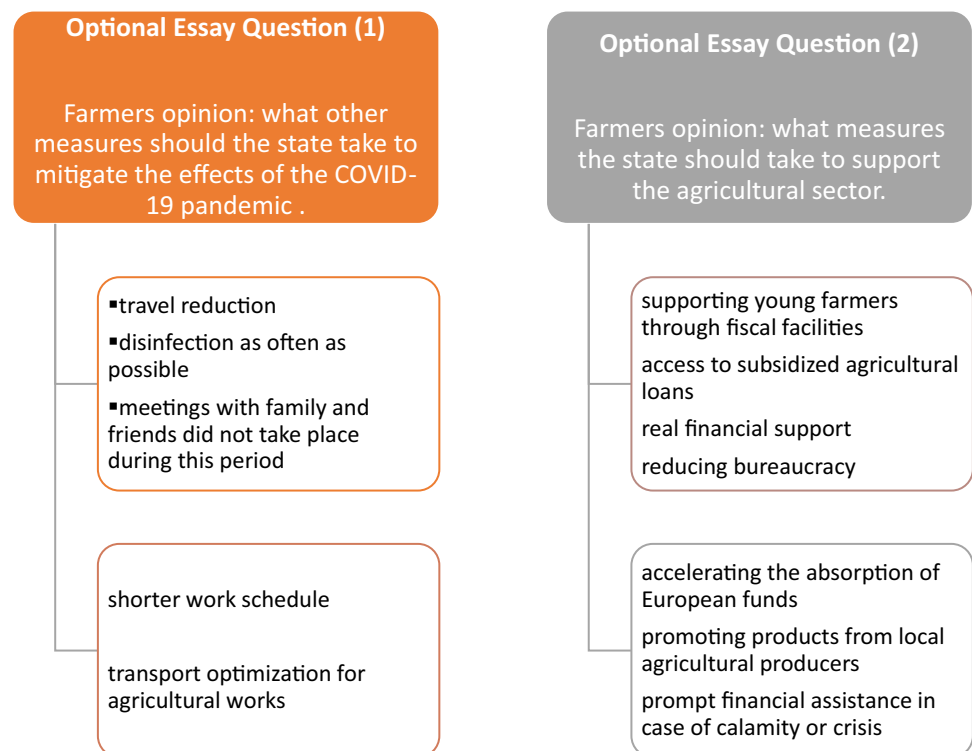 Optional Essay Question (1)
Farmers opinion: what other
measures should the state take to
mitigate the effects of the COVID-
19 pandemic .
▪travel reduction
▪disinfection as often as
possible
▪meetings with family and
friends did not take place
during this period
shorter work schedule
transport optimization for
agricultural works
Optional Essay Question (2)
Farmers opinion: what measures
the state should take to support
the agricultural sector.
supporting young farmers
through fiscal facilities
access to subsidized agricultural
loans
real financial support
reducing bureaucracy
accelerating the absorption of
European funds
promoting products from local
agricultural producers
prompt financial assistance in
case of calamity or crisis